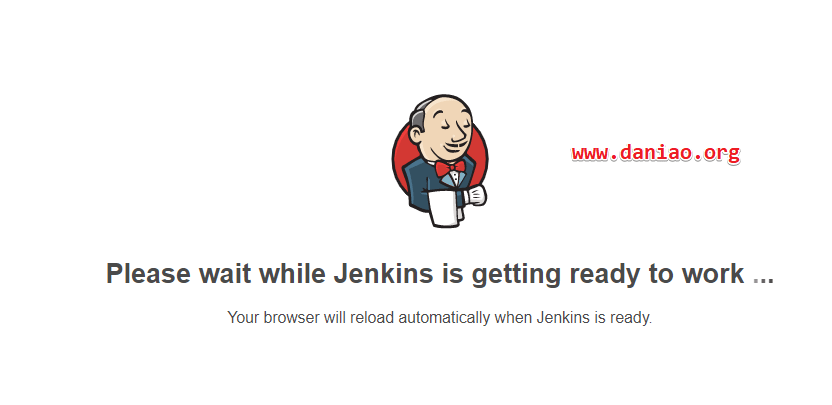 www.daniao.org
Please wait while Jenkins is getting ready to work ...
Your browser will reload automatically when Jenkins is ready.